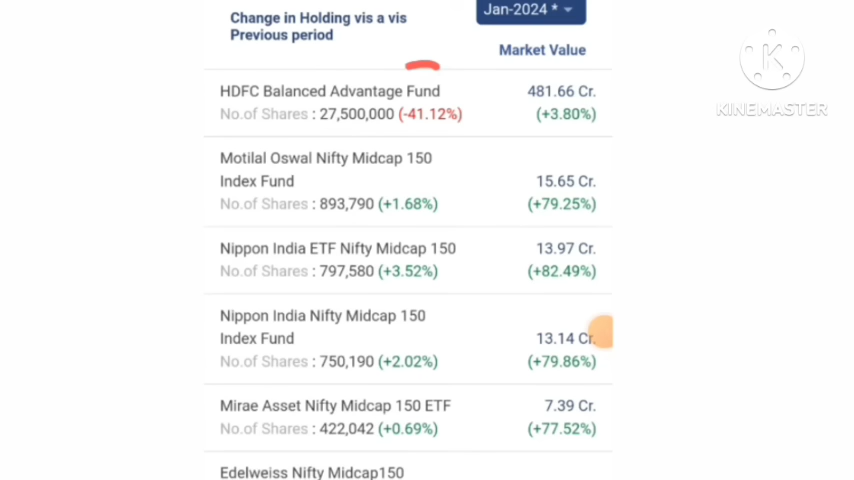 Change in Holding vis a vis
Previous period
Jan-2024 *
Market Value
HDFC Balanced Advantage Fund 481.66 Cr.
No.of Shares : 27,500,000 (-41.12%) (+3.80%)
Motilal Oswal Nifty Midcap 150
Index Fund 15.65 Cr.
No.of Shares : 893,790 (+1.68%) (+79.25%)
Nippon India ETF Nifty Midcap 150 13.97 Cr.
No.of Shares : 797,580 (+3.52%) (+82.49%)
Nippon India Nifty Midcap 150
Index Fund 13.14 Cr.
No.of Shares : 750,190 (+2.02%) (+79.86%)
Mirae Asset Nifty Midcap 150 ETF 7.39 Cr.
No.of Shares : 422,042 (+0.69%) (+77.52%)
Edelweiss Nifty Midcap150
K
KINEMASTER